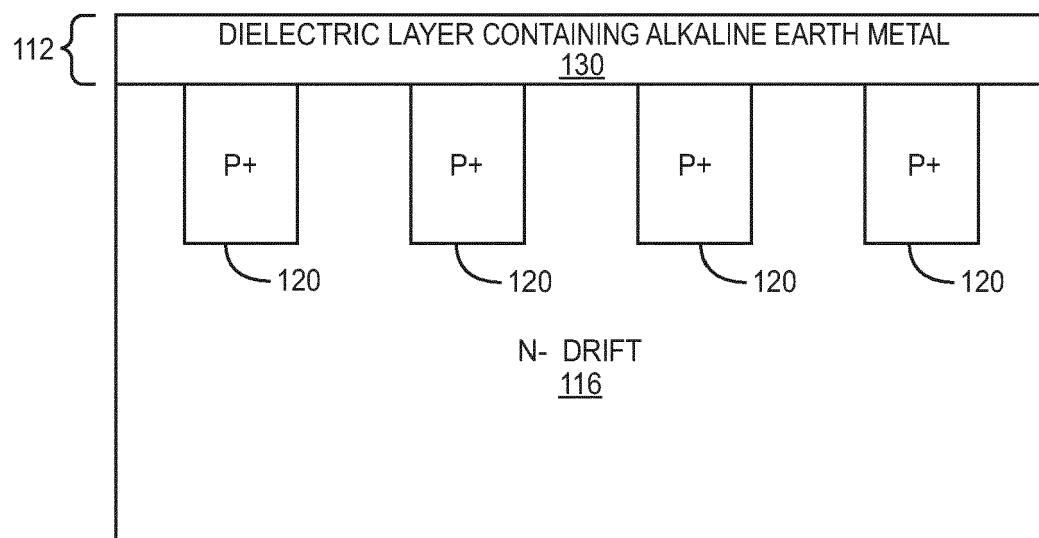 112
DIELECTRIC LAYER CONTAINING ALKALINE EARTH METAL
130
P+ P+ P+ P+
120 120 120 120
N- DRIFT
116